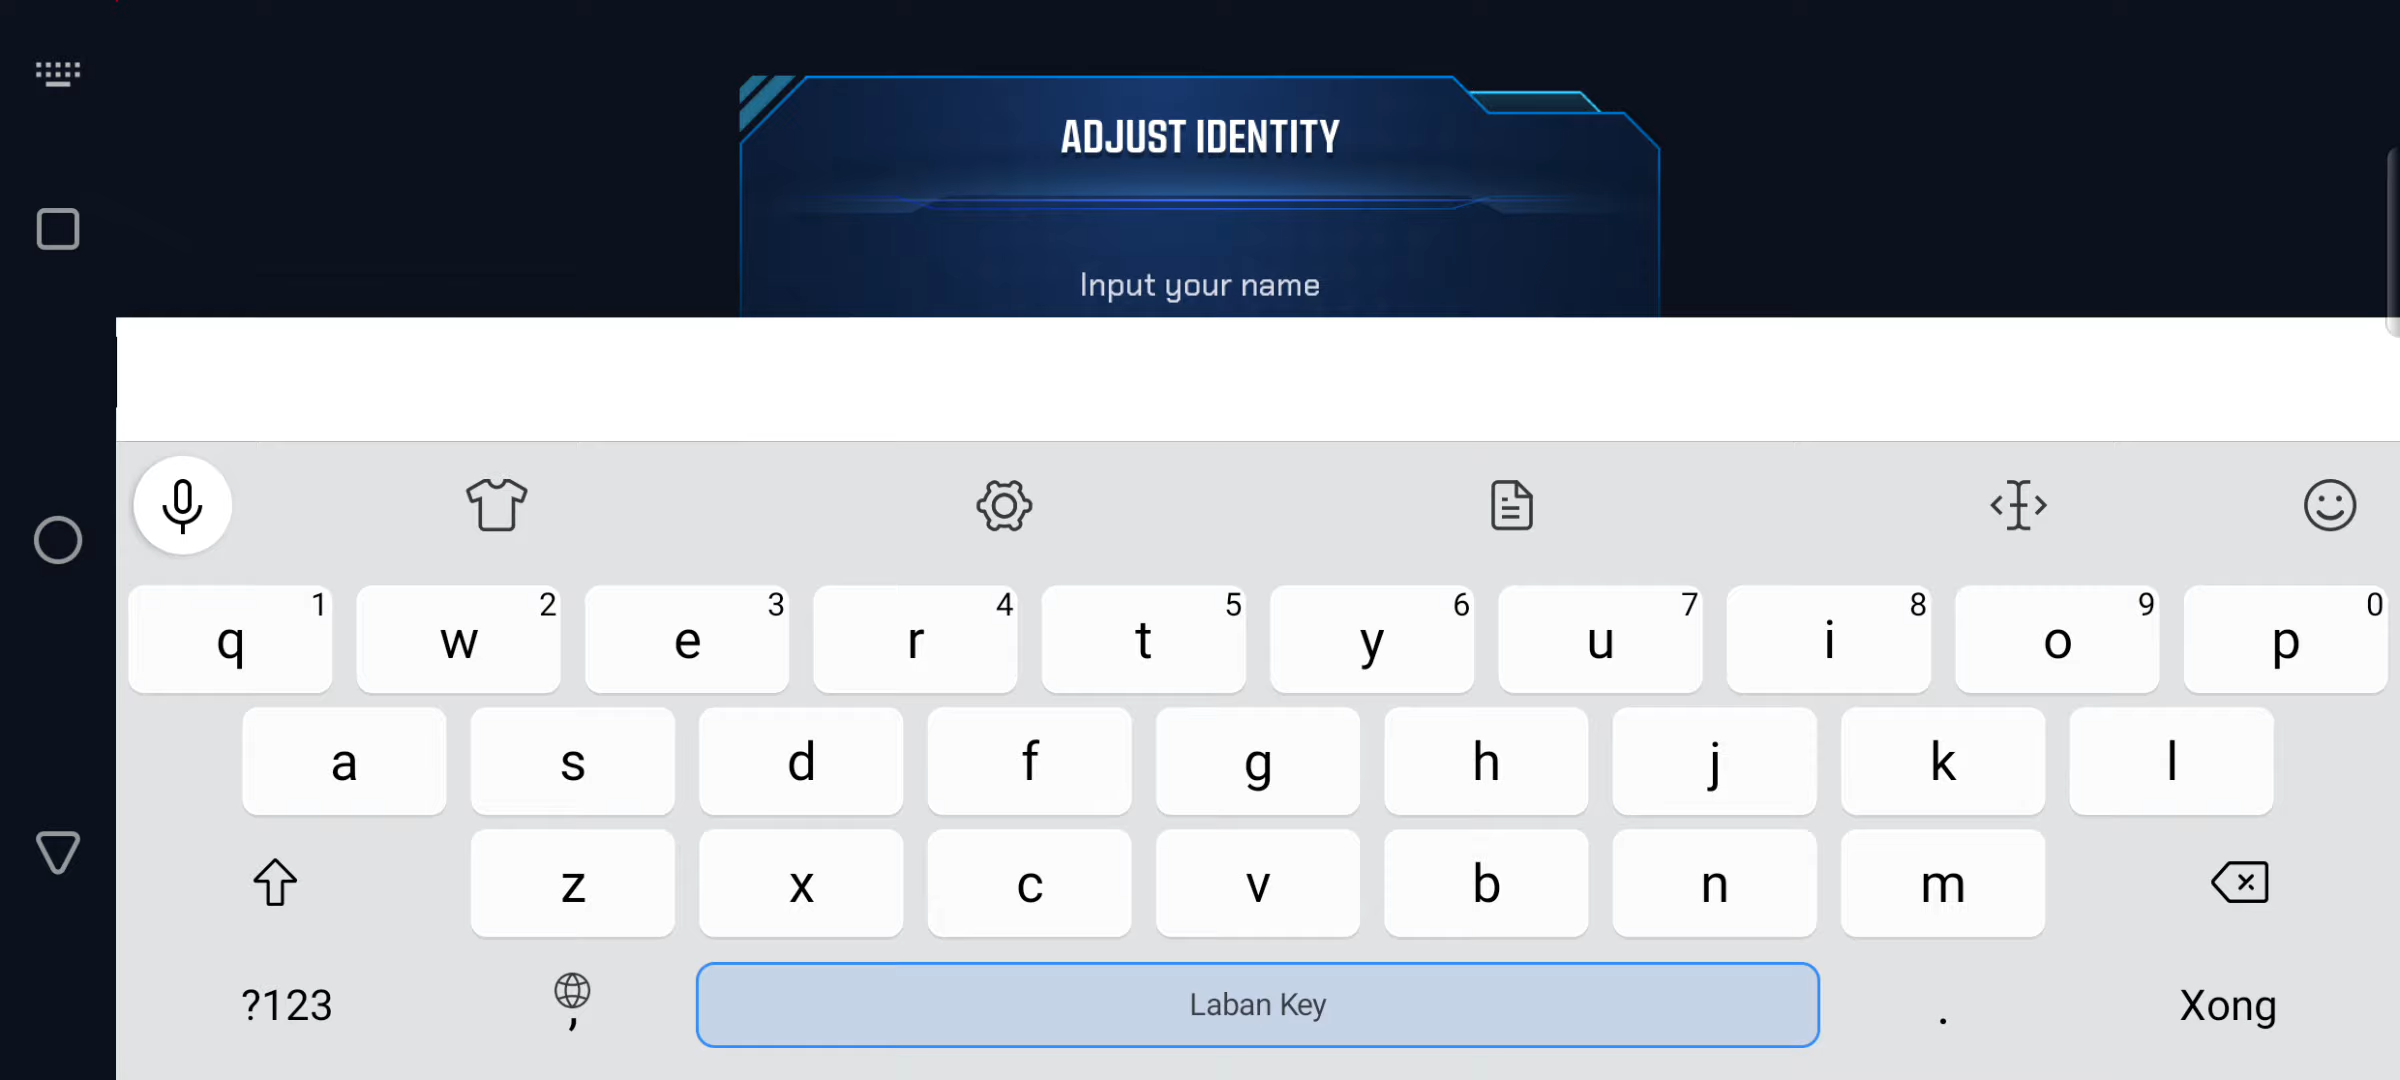 ADJUST IDENTITY
Input your name
q 1 w 2 e 3 r 4 t 5 y 6 u 7 i 8 o 9 p 0
a s d f g h j k l
z x c v b n m
?123 , Laban Key . Xong